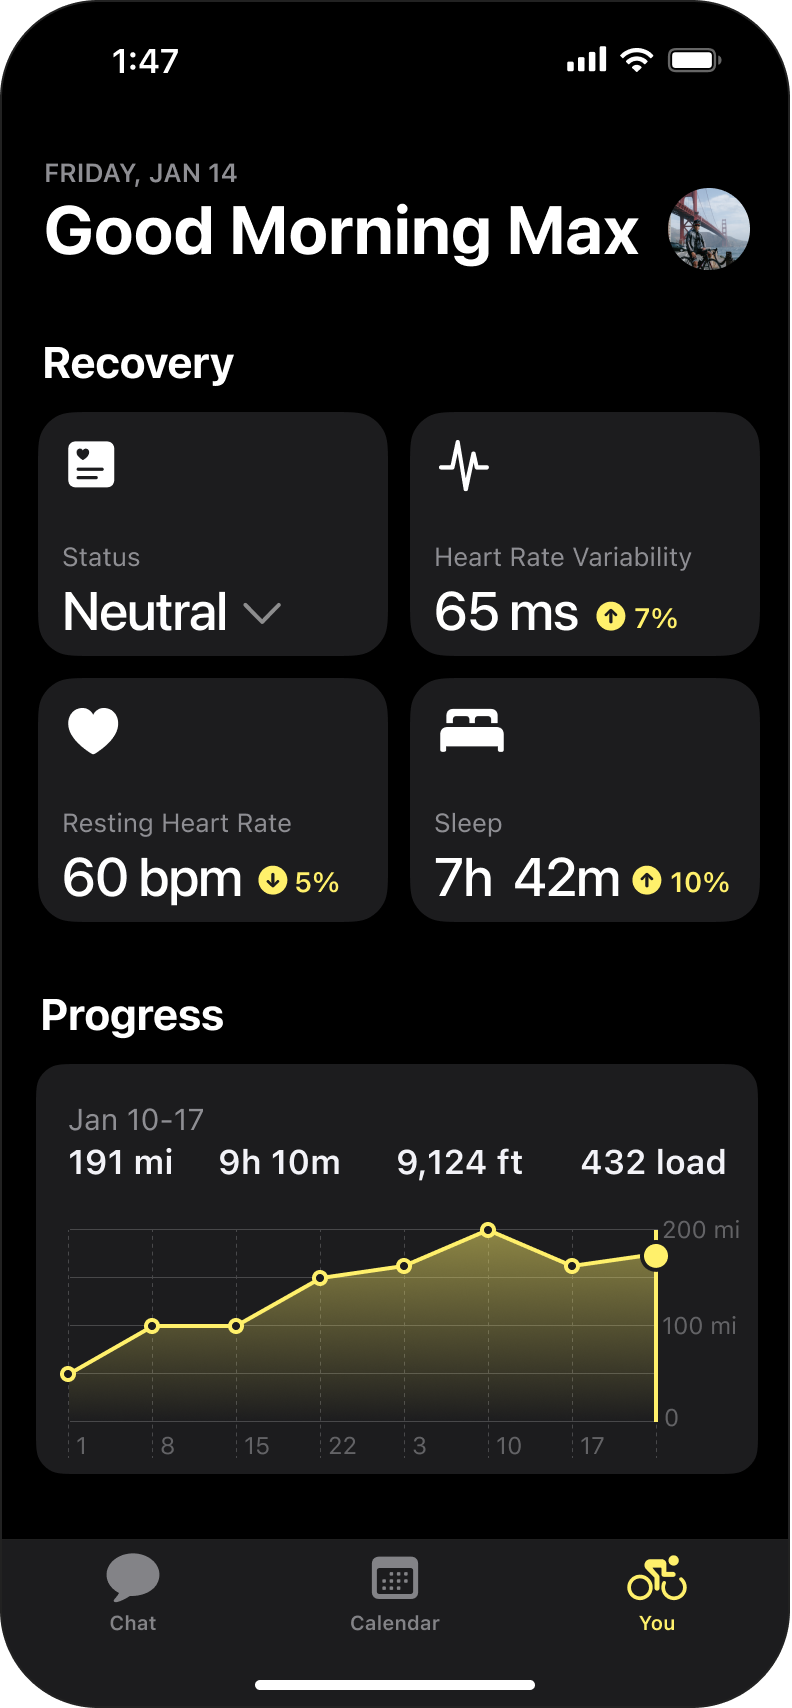 1:47
FRIDAY, JAN 14
Good Morning Max
Recovery
Status
Neutral
Heart Rate Variability
65 ms 7%
Resting Heart Rate
60 bpm 5%
Sleep
7h 42m 10%
Progress
Jan 10-17
191 mi 9h 10m 9,124 ft 432 load
200 mi
100 mi
0
1 8 15 22 3 10 17
Chat Calendar You